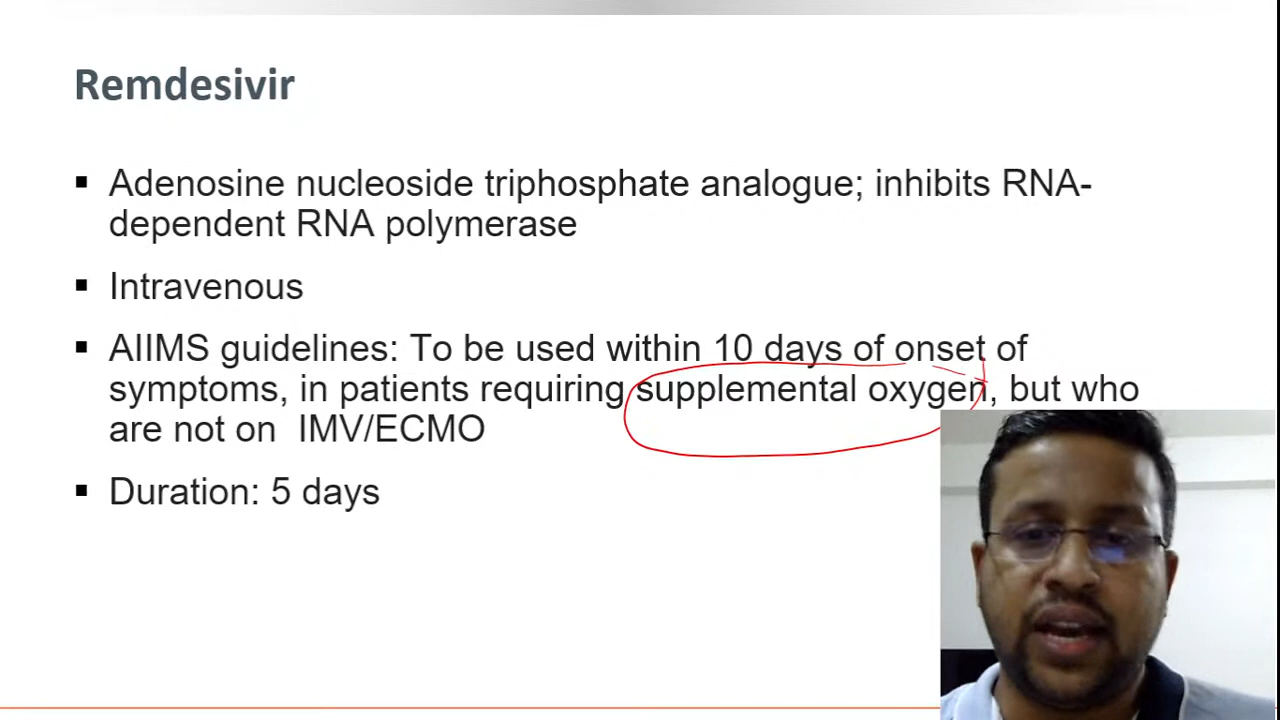 Remdesivir
▪ Adenosine nucleoside triphosphate analogue; inhibits RNA-
dependent RNA polymerase
▪ Intravenous
▪ AIIMS guidelines: To be used within 10 days of onset of
symptoms, in patients requiring supplemental oxygen, but who
are not on  IMV/ECMO
▪ Duration: 5 days